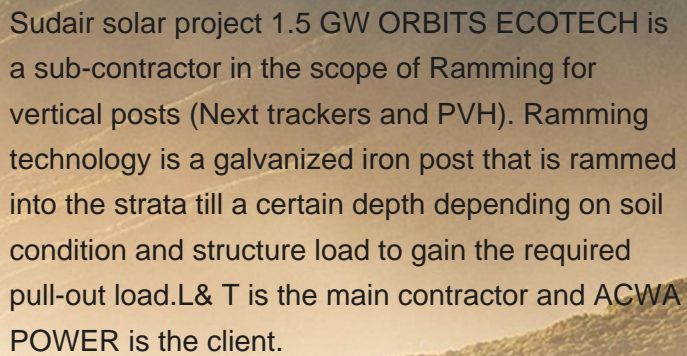 Sudair solar project 1.5 GW ORBITS ECOTECH is
a sub-contractor in the scope of Ramming for
vertical posts (Next trackers and PVH). Ramming
technology is a galvanized iron post that is rammed
into the strata till a certain depth depending on soil
condition and structure load to gain the required
pull-out load.L& T is the main contractor and ACWA
POWER is the client.